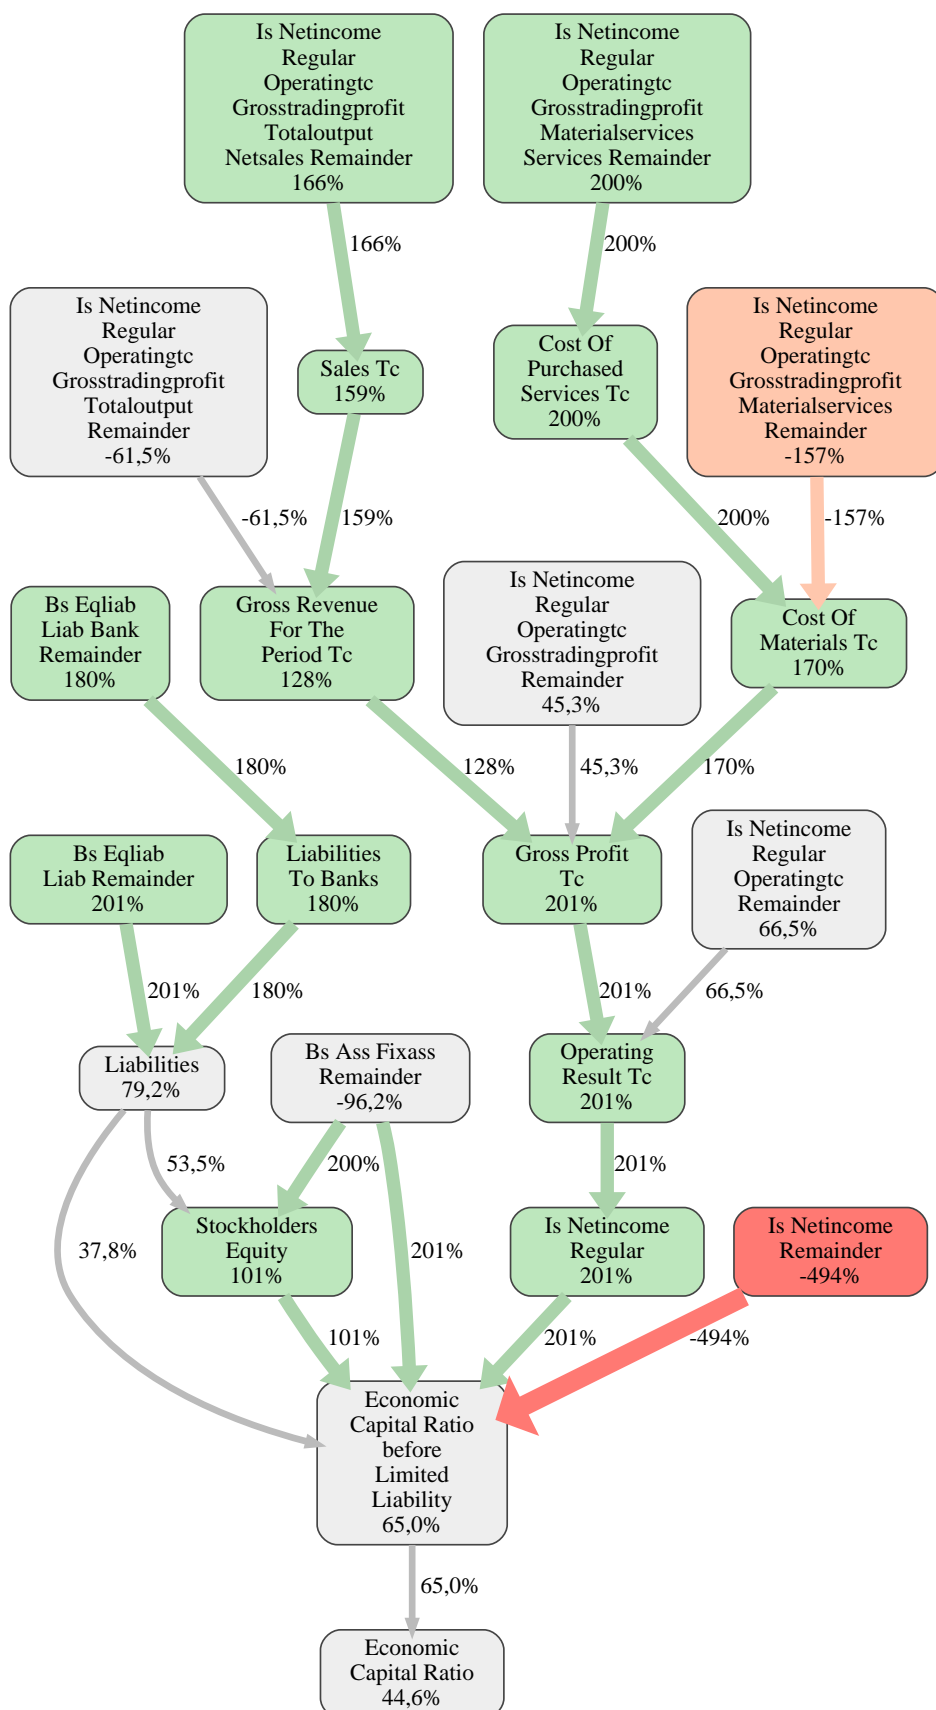 Is Netincome
Regular
Operatingtc
Grosstradingprofit
Totaloutput
Netsales Remainder
166%
Is Netincome
Regular
Operatingtc
Grosstradingprofit
Materialservices
Services Remainder
200%
166%
200%
Is Netincome
Regular
Operatingtc
Grosstradingprofit
Totaloutput
Remainder
-61,5%
Sales Tc
159%
Cost Of
Purchased
Services Tc
200%
Is Netincome
Regular
Operatingtc
Grosstradingprofit
Materialservices
Remainder
-157%
-61,5%
159%
200%
-157%
Bs Eqliab
Liab Bank
Remainder
180%
Gross Revenue
For The
Period Tc
128%
Is Netincome
Regular
Operatingtc
Grosstradingprofit
Remainder
45,3%
Cost Of
Materials Tc
170%
180%
128%
45,3%
170%
Bs Eqliab
Liab Remainder
201%
Liabilities
To Banks
180%
Gross Profit
Tc
201%
Is Netincome
Regular
Operatingtc
Remainder
66,5%
201%
180%
201%
66,5%
Liabilities
79,2%
Bs Ass Fixass
Remainder
-96,2%
Operating
Result Tc
201%
53,5%
200%
201%
37,8%
Stockholders
Equity
101%
201%
Is Netincome
Regular
201%
Is Netincome
Remainder
-494%
101%
201%
-494%
Economic
Capital Ratio
before
Limited
Liability
65,0%
65,0%
Economic
Capital Ratio
44,6%